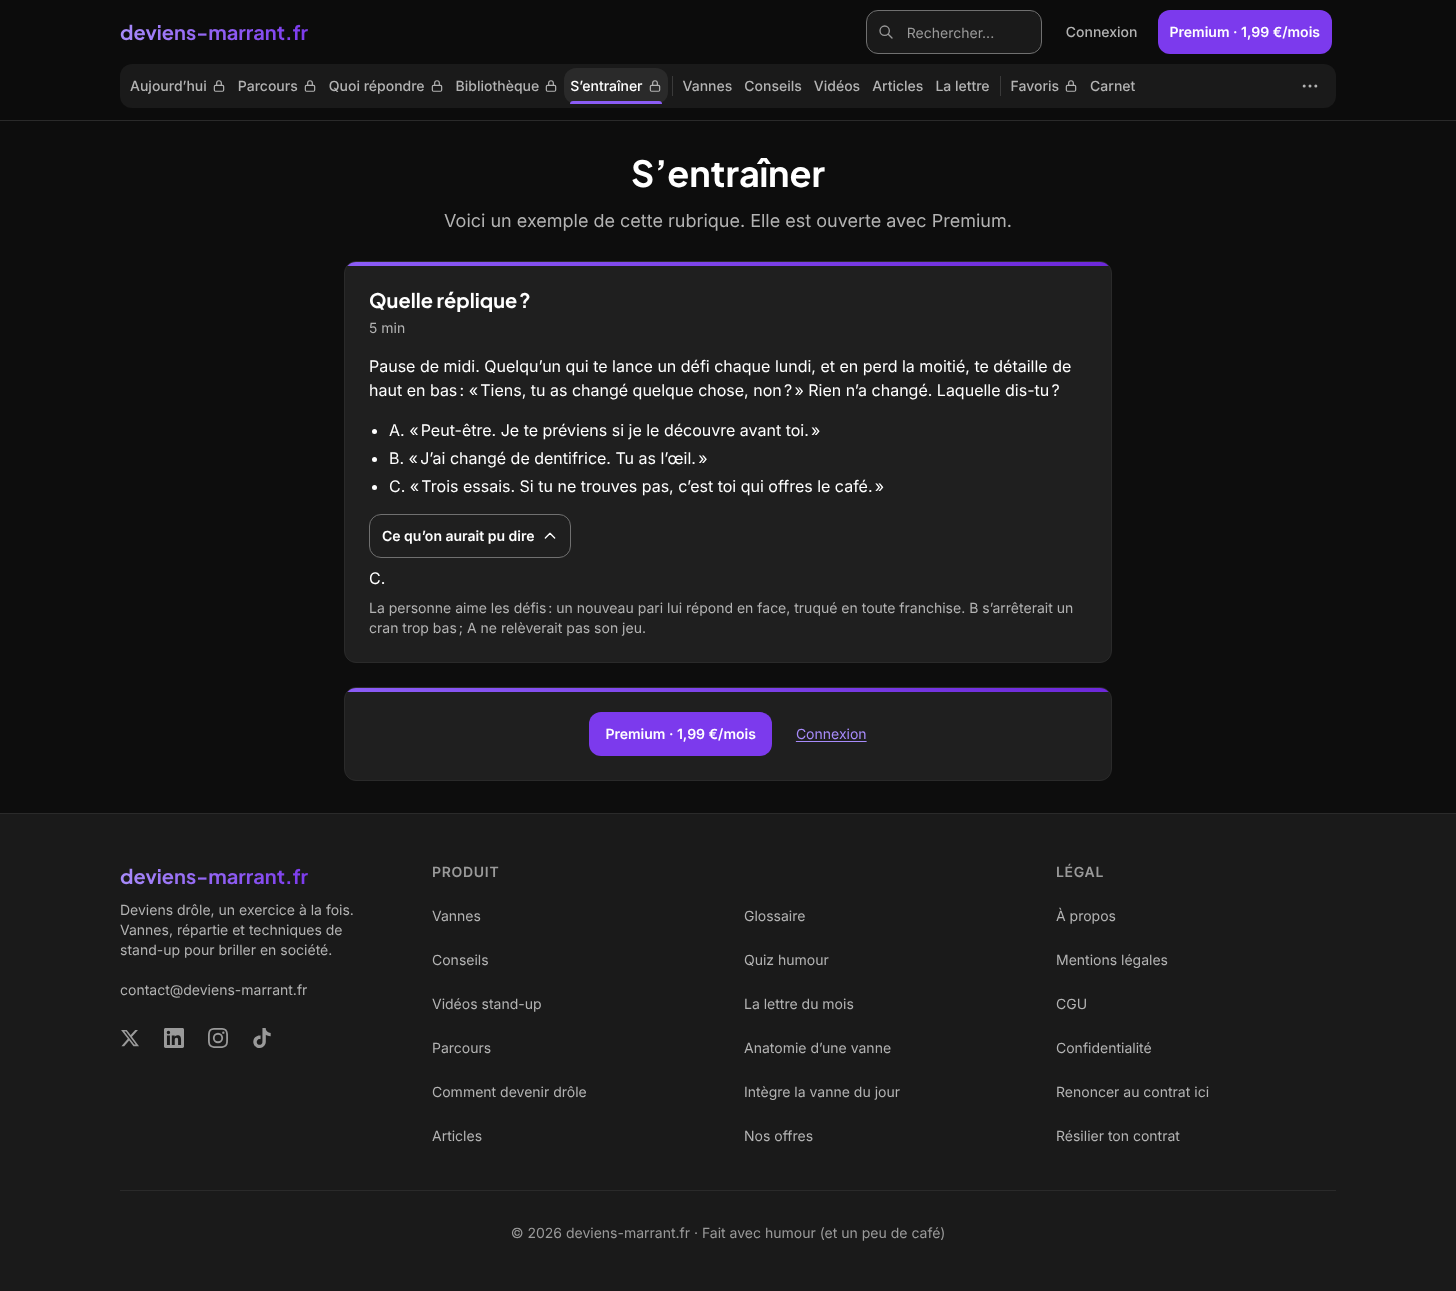 deviens-marrant.fr
Rechercher...
Connexion
Premium · 1,99 €/mois
Aujourd’hui
Parcours
Quoi répondre
Bibliothèque
S’entraîner
Vannes
Conseils
Vidéos
Articles
La lettre
Favoris
Carnet
S’entraîner
Voici un exemple de cette rubrique. Elle est ouverte avec Premium.
Quelle réplique ?
5 min
Pause de midi. Quelqu’un qui te lance un défi chaque lundi, et en perd la moitié, te détaille de
haut en bas : « Tiens, tu as changé quelque chose, non ? » Rien n’a changé. Laquelle dis-tu ?
• A. « Peut-être. Je te préviens si je le découvre avant toi. »
• B. « J’ai changé de dentifrice. Tu as l’œil. »
• C. « Trois essais. Si tu ne trouves pas, c’est toi qui offres le café. »
Ce qu’on aurait pu dire
C.
La personne aime les défis : un nouveau pari lui répond en face, truqué en toute franchise. B s’arrêterait un
cran trop bas ; A ne relèverait pas son jeu.
Premium · 1,99 €/mois
Connexion
deviens-marrant.fr
Deviens drôle, un exercice à la fois.
Vannes, répartie et techniques de
stand-up pour briller en société.
contact@deviens-marrant.fr
PRODUIT
Vannes
Conseils
Vidéos stand-up
Parcours
Comment devenir drôle
Articles
Glossaire
Quiz humour
La lettre du mois
Anatomie d’une vanne
Intègre la vanne du jour
Nos offres
LÉGAL
À propos
Mentions légales
CGU
Confidentialité
Renoncer au contrat ici
Résilier ton contrat
© 2026 deviens-marrant.fr · Fait avec humour (et un peu de café)